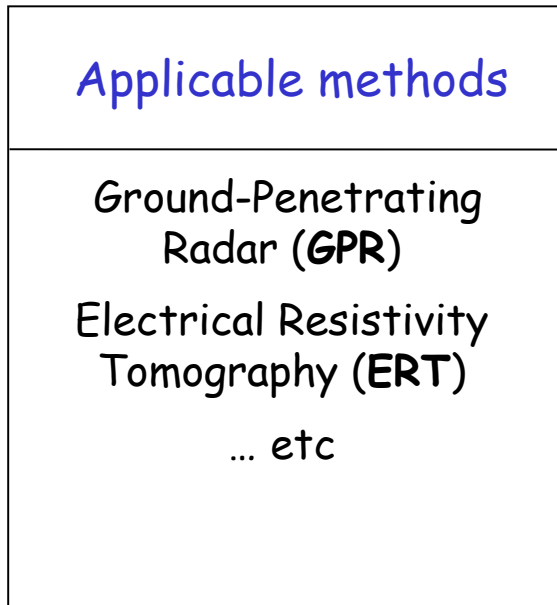 Applicable methods
Ground-Penetrating
Radar (GPR)
Electrical Resistivity
Tomography (ERT)
… etc